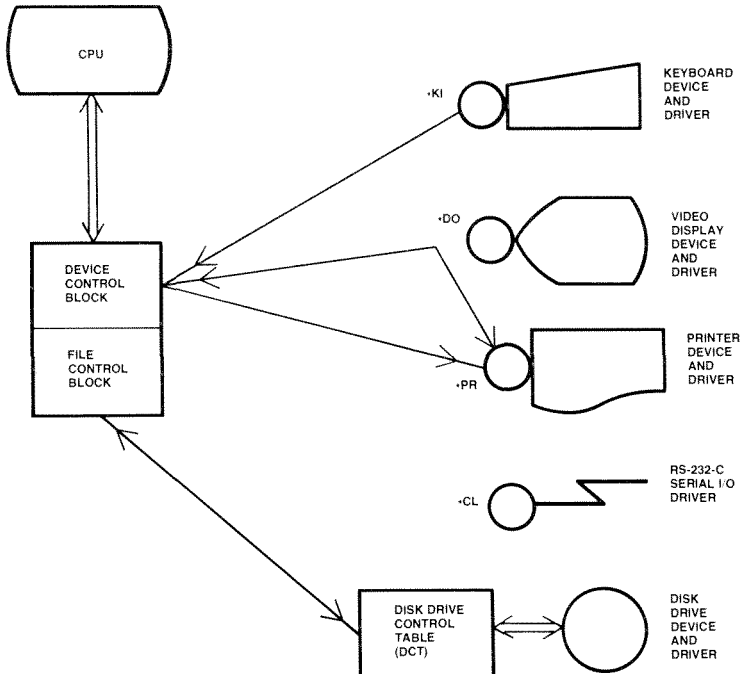 CPU
*KI
KEYBOARD
DEVICE
AND
DRIVER
*DO
VIDEO
DISPLAY
DEVICE
AND
DRIVER
DEVICE
CONTROL
BLOCK
FILE
CONTROL
BLOCK
*PR
PRINTER
DEVICE
AND
DRIVER
*CL
RS-232-C
SERIAL I/O
DRIVER
DISK DRIVE
CONTROL
TABLE
(DCT)
DISK
DRIVE
DEVICE
AND
DRIVER